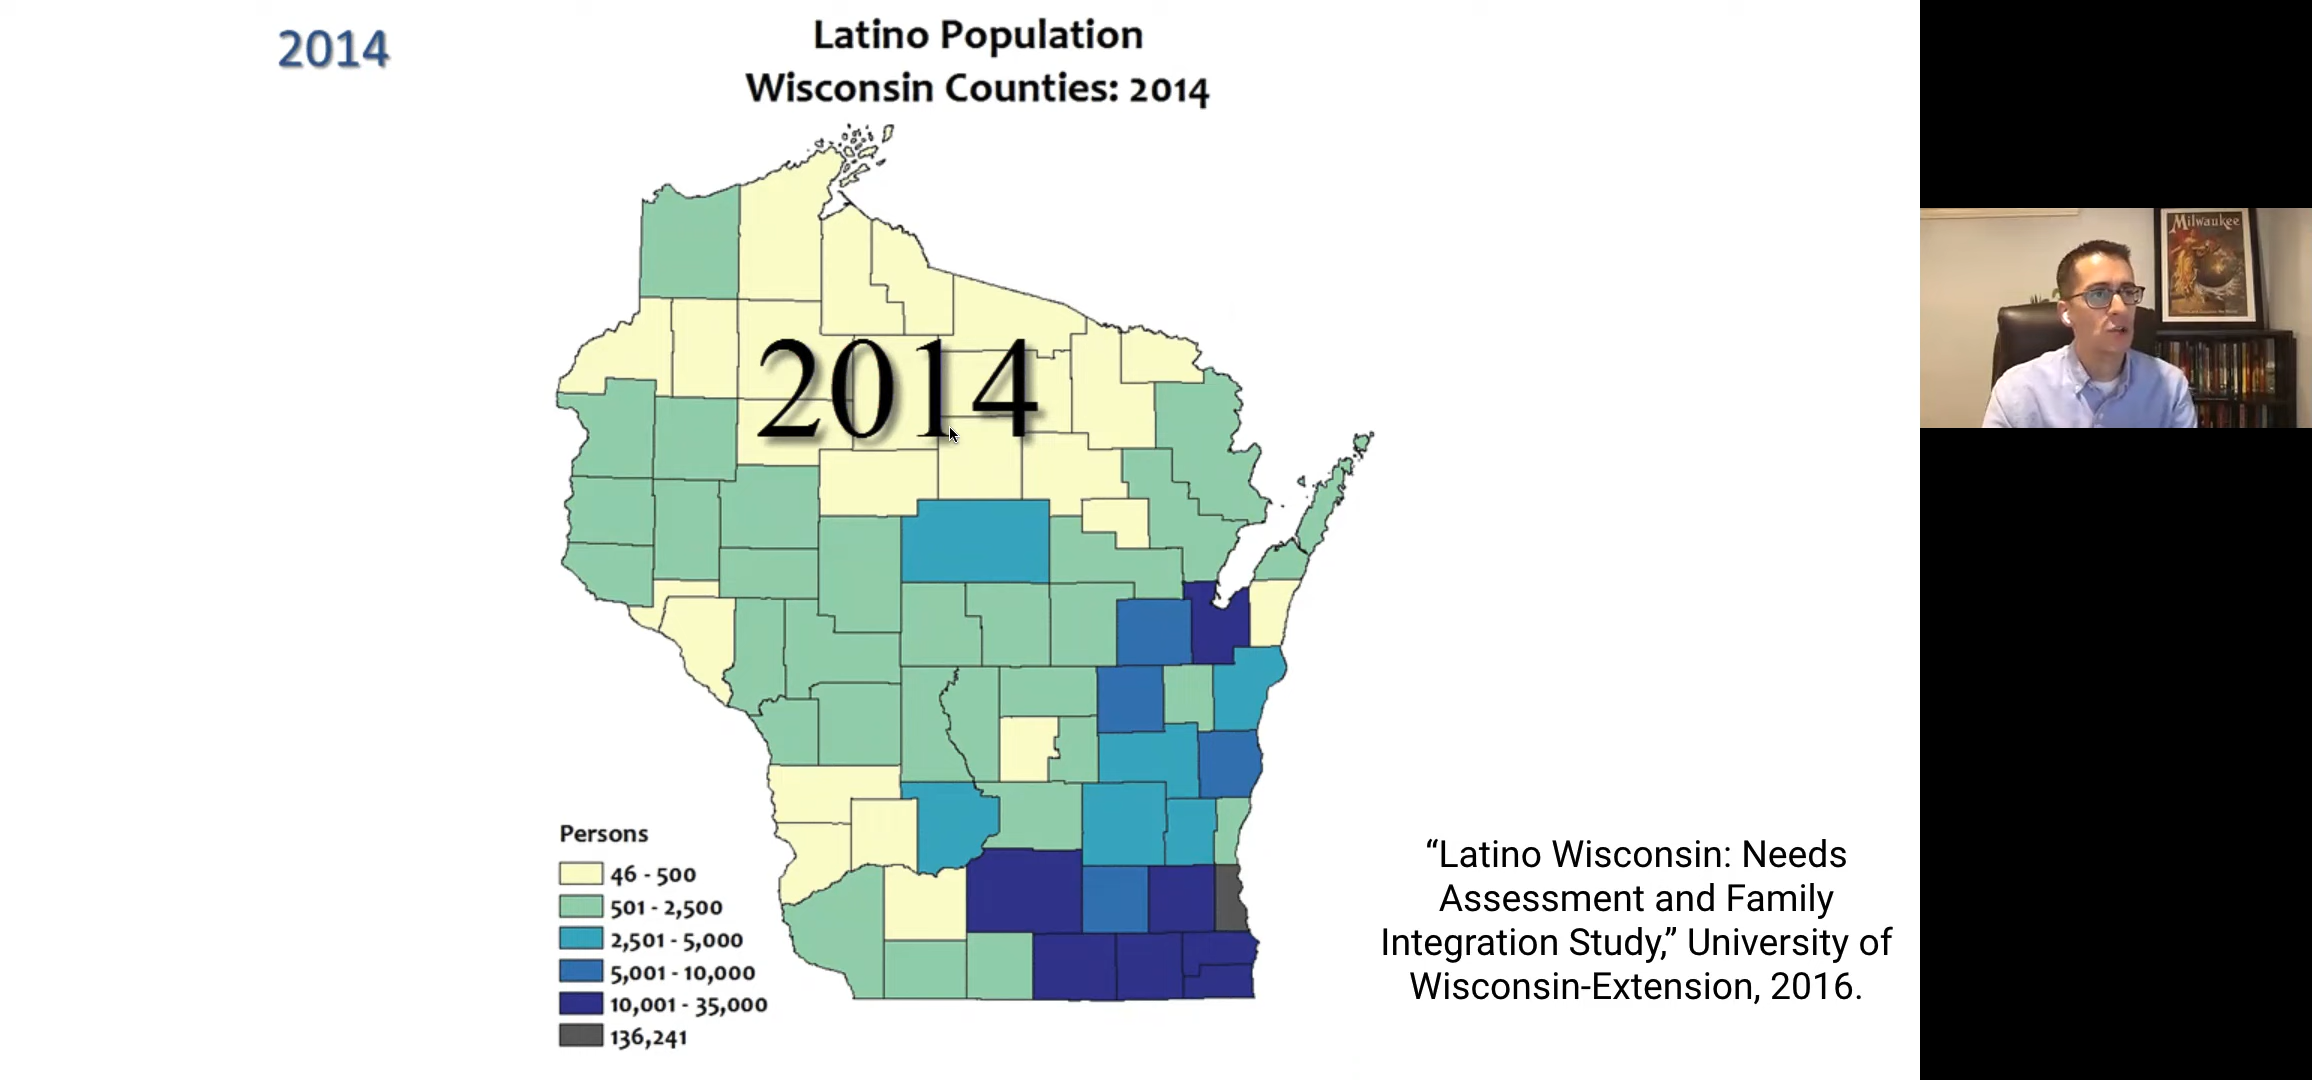 2014
Latino Population
Wisconsin Counties: 2014
2014
Persons
46 - 500
501 - 2,500
2,501 - 5,000
5,001 - 10,000
10,001 - 35,000
136,241
“Latino Wisconsin: Needs
Assessment and Family
Integration Study,” University of
Wisconsin-Extension, 2016.
Milwaukee